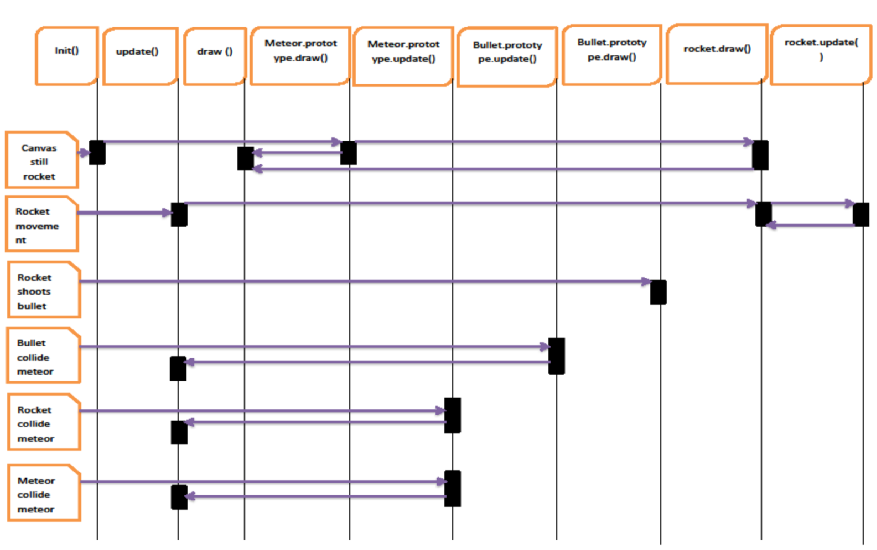 Init()
update()
draw ()
Meteor.protot
ype.draw()
Meteor.protot
ype.update()
Bullet.prototy
pe.update()
Bullet.prototy
pe.draw()
rocket.draw()
rocket.update(
)
Canvas
still
rocket
Rocket
moveme
nt
Rocket
shoots
bullet
Bullet
collide
meteor
Rocket
collide
meteor
Meteor
collide
meteor